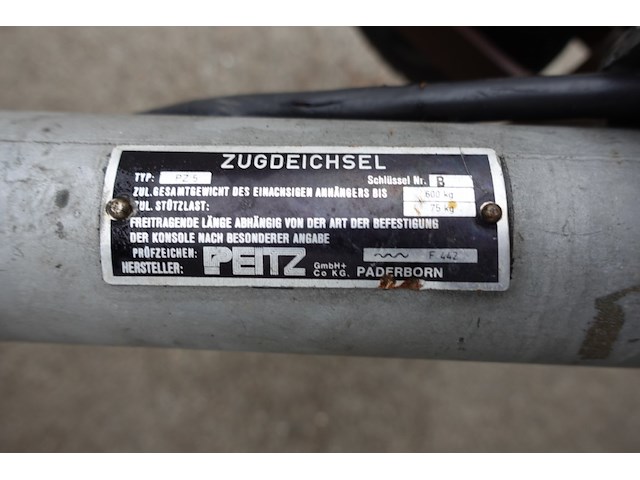 ZUGDEICHSEL
TYP: PZ 5 Schlüssel Nr. B
ZUL. GESAMTGEWICHT DES EINACHSIGEN ANHÄNGERS BIS 600 kg
ZUL. STÜTZLAST: 75 kg
FREITRAGENDE LÄNGE ABHÄNGIG VON DER ART DER BEFESTIGUNG
DER KONSOLE NACH BESONDERER ANGABE
PRÜFZEICHEN: F 442
HERSTELLER: PEITZ GmbH+ Co KG. PADERBORN